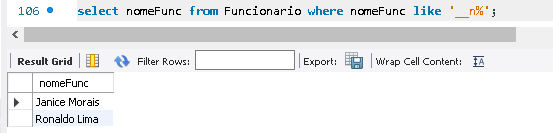 106 select nomeFunc from Funcionario where nomeFunc like '__n%';
Result Grid Filter Rows: Export: Wrap Cell Content: IA
nomeFunc
Janice Morais
Ronaldo Lima